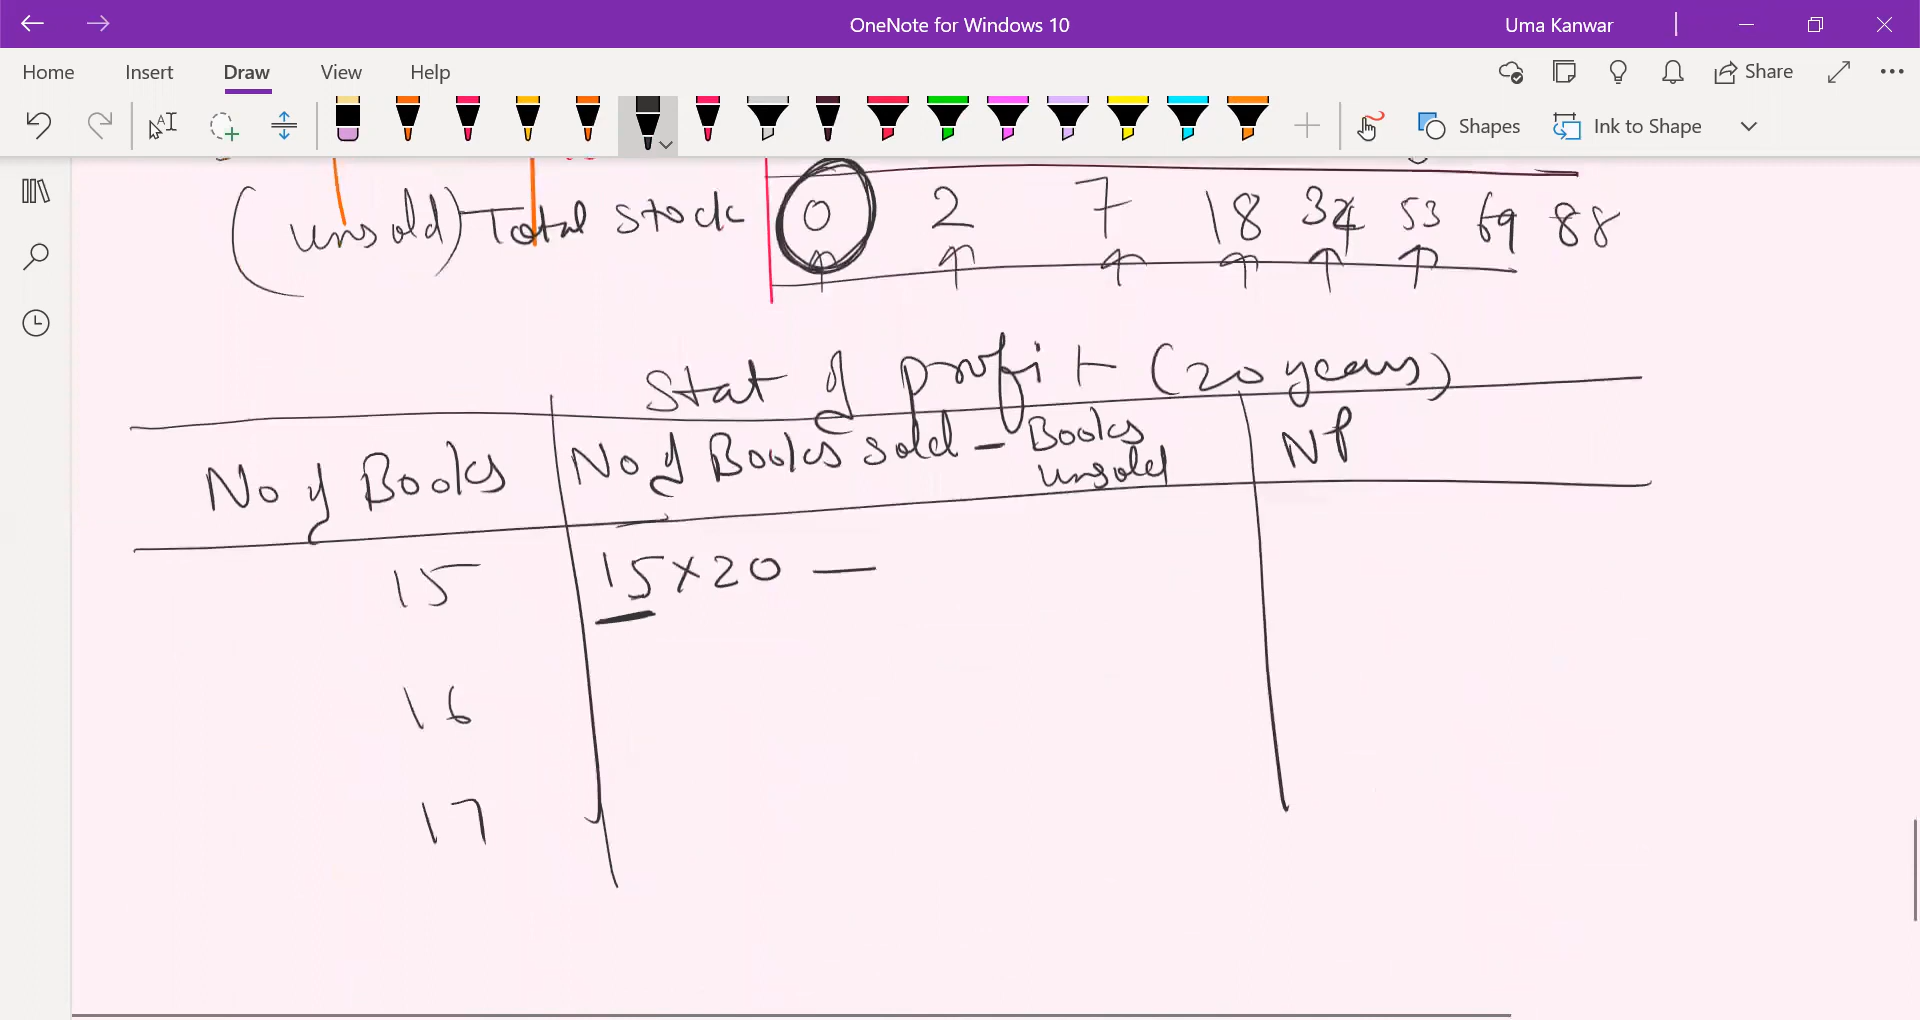 OneNote for Windows 10
Uma Kanwar
Home Insert Draw View Help
Share
Shapes Ink to Shape
(unsold) Total stock 0 2 7 18 34 53 69 88
Stat of profit (20 years)
No of Books No of Books sold — Books unsold NP
15 15 × 20 —
16
17